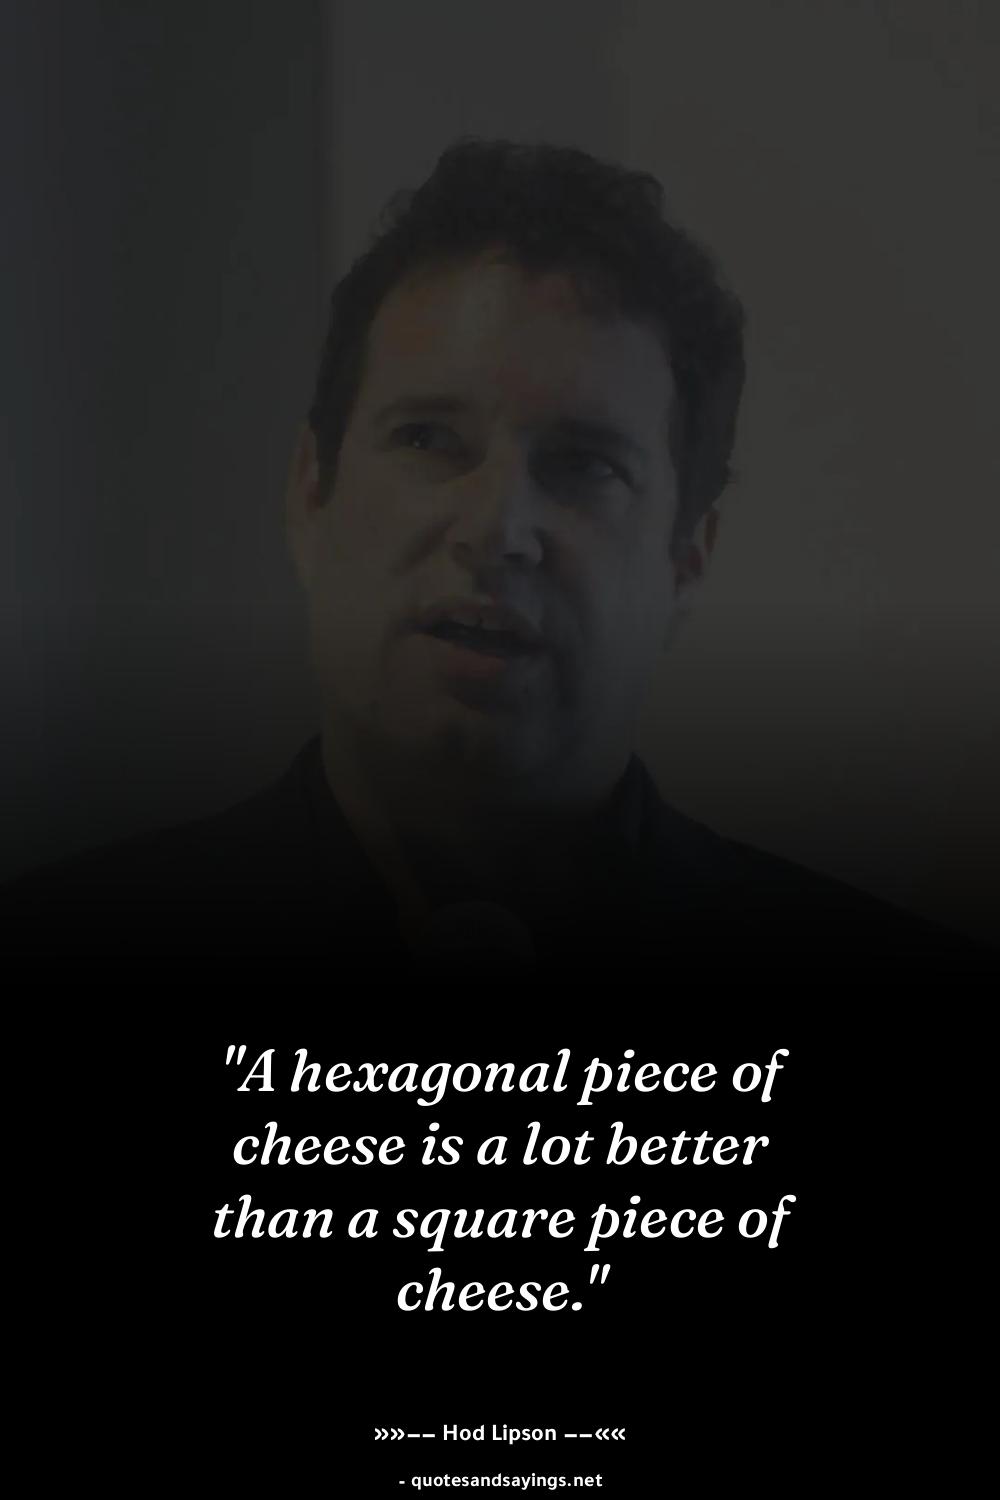 "A hexagonal piece of
cheese is a lot better
than a square piece of
cheese."
»»–– Hod Lipson ––««
- quotesandsayings.net